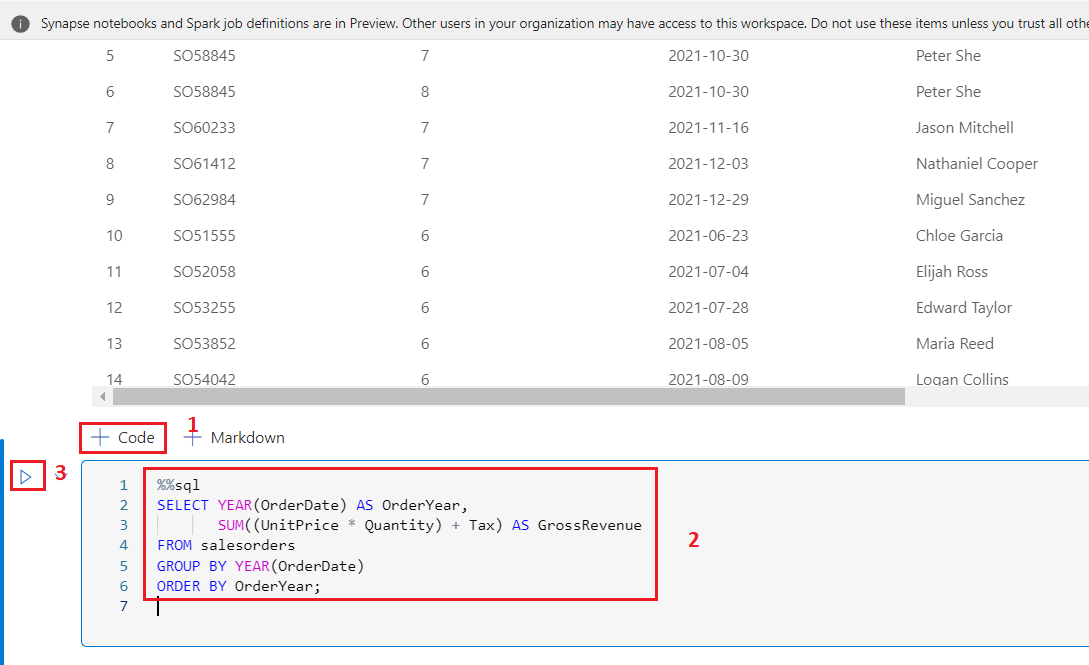 Synapse notebooks and Spark job definitions are in Preview. Other users in your organization may have access to this workspace. Do not use these items unless you trust all othe
5 SO58845 7 2021-10-30 Peter She
6 SO58845 8 2021-10-30 Peter She
7 SO60233 7 2021-11-16 Jason Mitchell
8 SO61412 7 2021-12-03 Nathaniel Cooper
9 SO62984 7 2021-12-29 Miguel Sanchez
10 SO51555 6 2021-06-23 Chloe Garcia
11 SO52058 6 2021-07-04 Elijah Ross
12 SO53255 6 2021-07-28 Edward Taylor
13 SO53852 6 2021-08-05 Maria Reed
14 SO54042 6 2021-08-09 Logan Collins
+ Code 1 + Markdown
3
1 %%sql
2 SELECT YEAR(OrderDate) AS OrderYear,
3 SUM((UnitPrice * Quantity) + Tax) AS GrossRevenue
2
4 FROM salesorders
5 GROUP BY YEAR(OrderDate)
6 ORDER BY OrderYear;
7